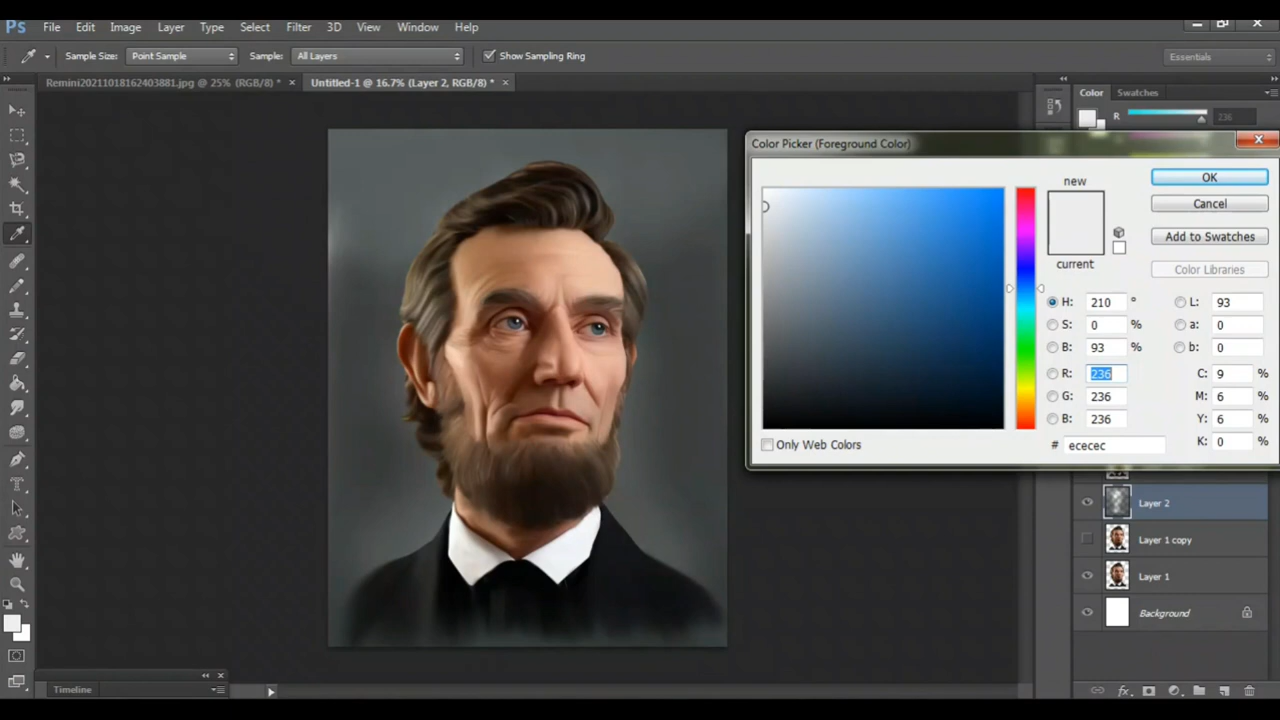 Ps File Edit Image Layer Type Select Filter 3D View Window Help
Sample Size: Point Sample Sample: All Layers Show Sampling Ring Essentials
Remini20211018162403881.jpg @ 25% (RGB/8) * × Untitled-1 @ 16.7% (Layer 2, RGB/8) * ×
Color Swatches
R 236
Color Picker (Foreground Color)
new
current
OK
Cancel
Add to Swatches
Color Libraries
H: 210 ° L: 93
S: 0 % a: 0
B: 93 % b: 0
R: 236 C: 9 %
G: 236 M: 6 %
B: 236 Y: 6 %
# ececec K: 0 %
Only Web Colors
Layer 2
Layer 1 copy
Layer 1
Background
Timeline
fx